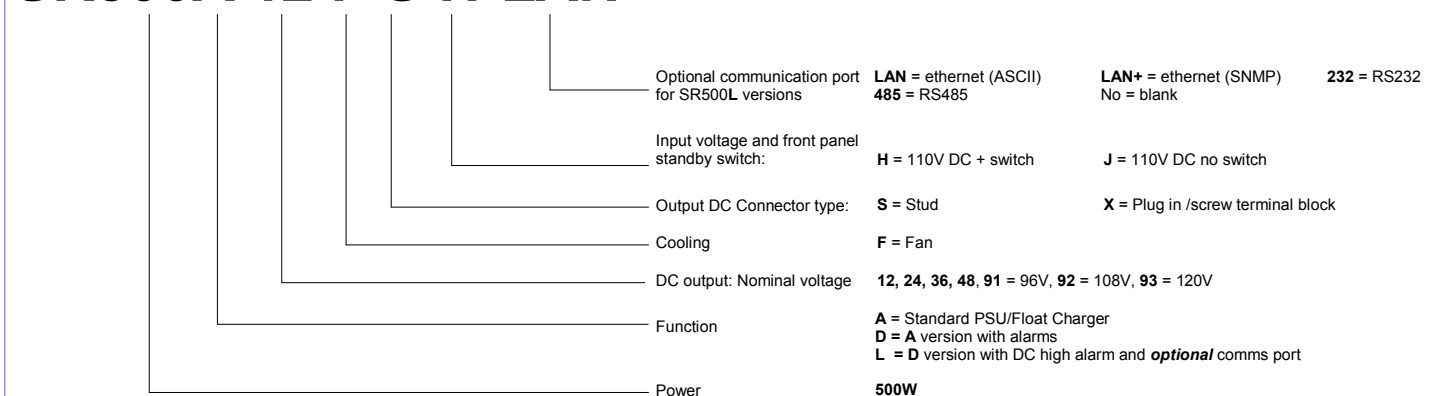 Optional communication port LAN = ethernet (ASCII) LAN+ = ethernet (SNMP) 232 = RS232
for SR500L versions 485 = RS485 No = blank
Input voltage and front panel
standby switch: H = 110V DC + switch J = 110V DC no switch
Output DC Connector type: S = Stud X = Plug in /screw terminal block
Cooling F = Fan
DC output: Nominal voltage 12, 24, 36, 48, 91 = 96V, 92 = 108V, 93 = 120V
Function A = Standard PSU/Float Charger
D = A version with alarms
L = D version with DC high alarm and optional comms port
Power 500W